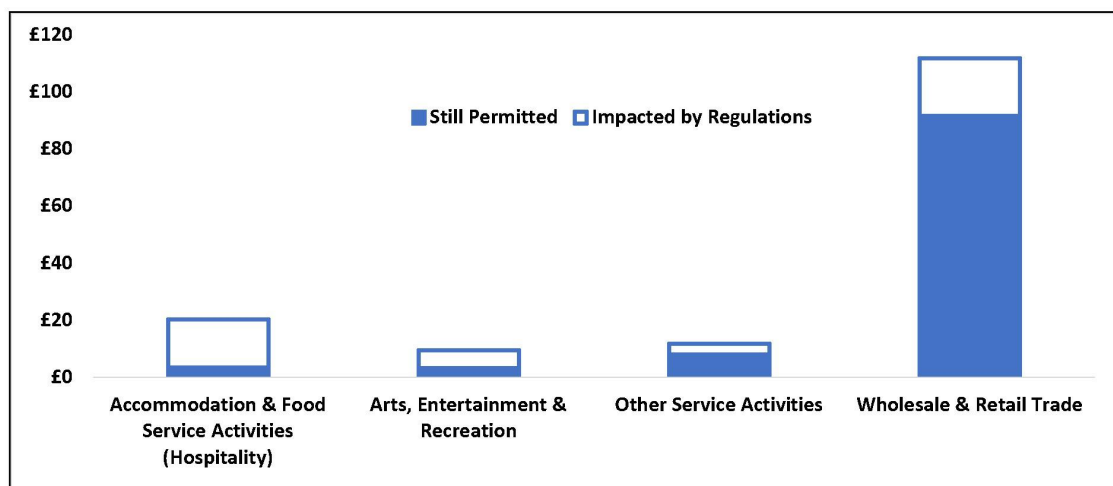 £120
£100
£80
£60
£40
£20
£0
Still Permitted Impacted by Regulations
Accommodation & Food
Service Activities
(Hospitality)
Arts, Entertainment &
Recreation
Other Service Activities
Wholesale & Retail Trade